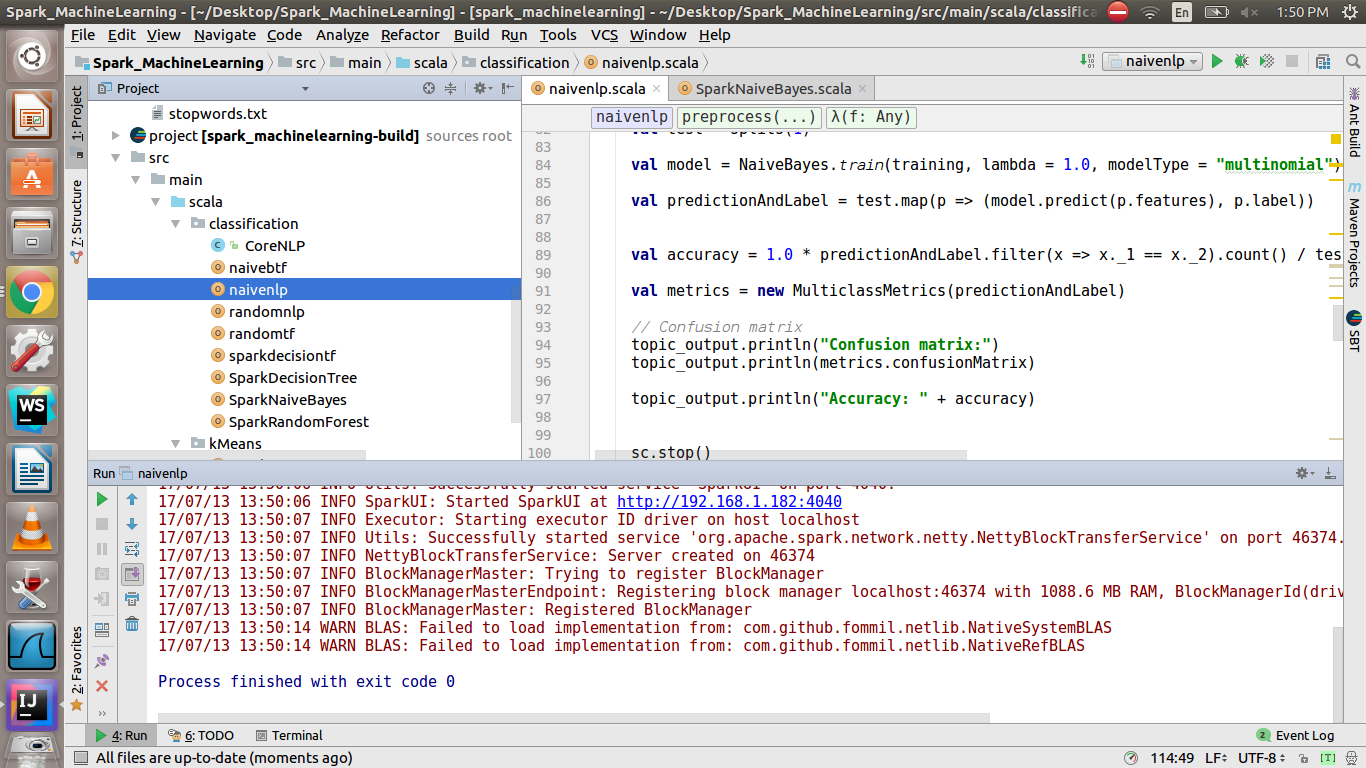 Spark_MachineLearning - [~/Desktop/Spark_MachineLearning] - [spark_machinelearning] - ~/Desktop/Spark_MachineLearning/src/main/scala/classifica
En
1:50 PM
File Edit View Navigate Code Analyze Refactor Build Run Tools VCS Window Help
Spark_MachineLearning src main scala classification naivenlp.scala
naivenlp
1: Project
7: Structure
2: Favorites
Project
stopwords.txt
project [spark_machinelearning-build] sources root
src
main
scala
classification
CoreNLP
naivebtf
naivenlp
randomnlp
randomtf
sparkdecisiontf
SparkDecisionTree
SparkNaiveBayes
SparkRandomForest
kMeans
naivenlp.scala SparkNaiveBayes.scala
naivenlp preprocess(...) λ(f: Any)
82 val test = splits(1)
83
84 val model = NaiveBayes.train(training, lambda = 1.0, modelType = "multinomial")
85
86 val predictionAndLabel = test.map(p => (model.predict(p.features), p.label))
87
88
89 val accuracy = 1.0 * predictionAndLabel.filter(x => x._1 == x._2).count() / tes
90
91 val metrics = new MulticlassMetrics(predictionAndLabel)
92
93 // Confusion matrix
94 topic_output.println("Confusion matrix:")
95 topic_output.println(metrics.confusionMatrix)
96
97 topic_output.println("Accuracy: " + accuracy)
98
99
100 sc.stop()
Ant Build
m Maven Projects
SBT
Run naivenlp
17/07/13 13:50:06 INFO Utils: Successfully started service 'SparkUI' on port 4040.
17/07/13 13:50:06 INFO SparkUI: Started SparkUI at http://192.168.1.182:4040
17/07/13 13:50:07 INFO Executor: Starting executor ID driver on host localhost
17/07/13 13:50:07 INFO Utils: Successfully started service 'org.apache.spark.network.netty.NettyBlockTransferService' on port 46374.
17/07/13 13:50:07 INFO NettyBlockTransferService: Server created on 46374
17/07/13 13:50:07 INFO BlockManagerMaster: Trying to register BlockManager
17/07/13 13:50:07 INFO BlockManagerMasterEndpoint: Registering block manager localhost:46374 with 1088.6 MB RAM, BlockManagerId(driv
17/07/13 13:50:07 INFO BlockManagerMaster: Registered BlockManager
17/07/13 13:50:14 WARN BLAS: Failed to load implementation from: com.github.fommil.netlib.NativeSystemBLAS
17/07/13 13:50:14 WARN BLAS: Failed to load implementation from: com.github.fommil.netlib.NativeRefBLAS
Process finished with exit code 0
WS
IJ
4: Run 6: TODO Terminal
2 Event Log
All files are up-to-date (moments ago)
114:49 LF UTF-8 [T]